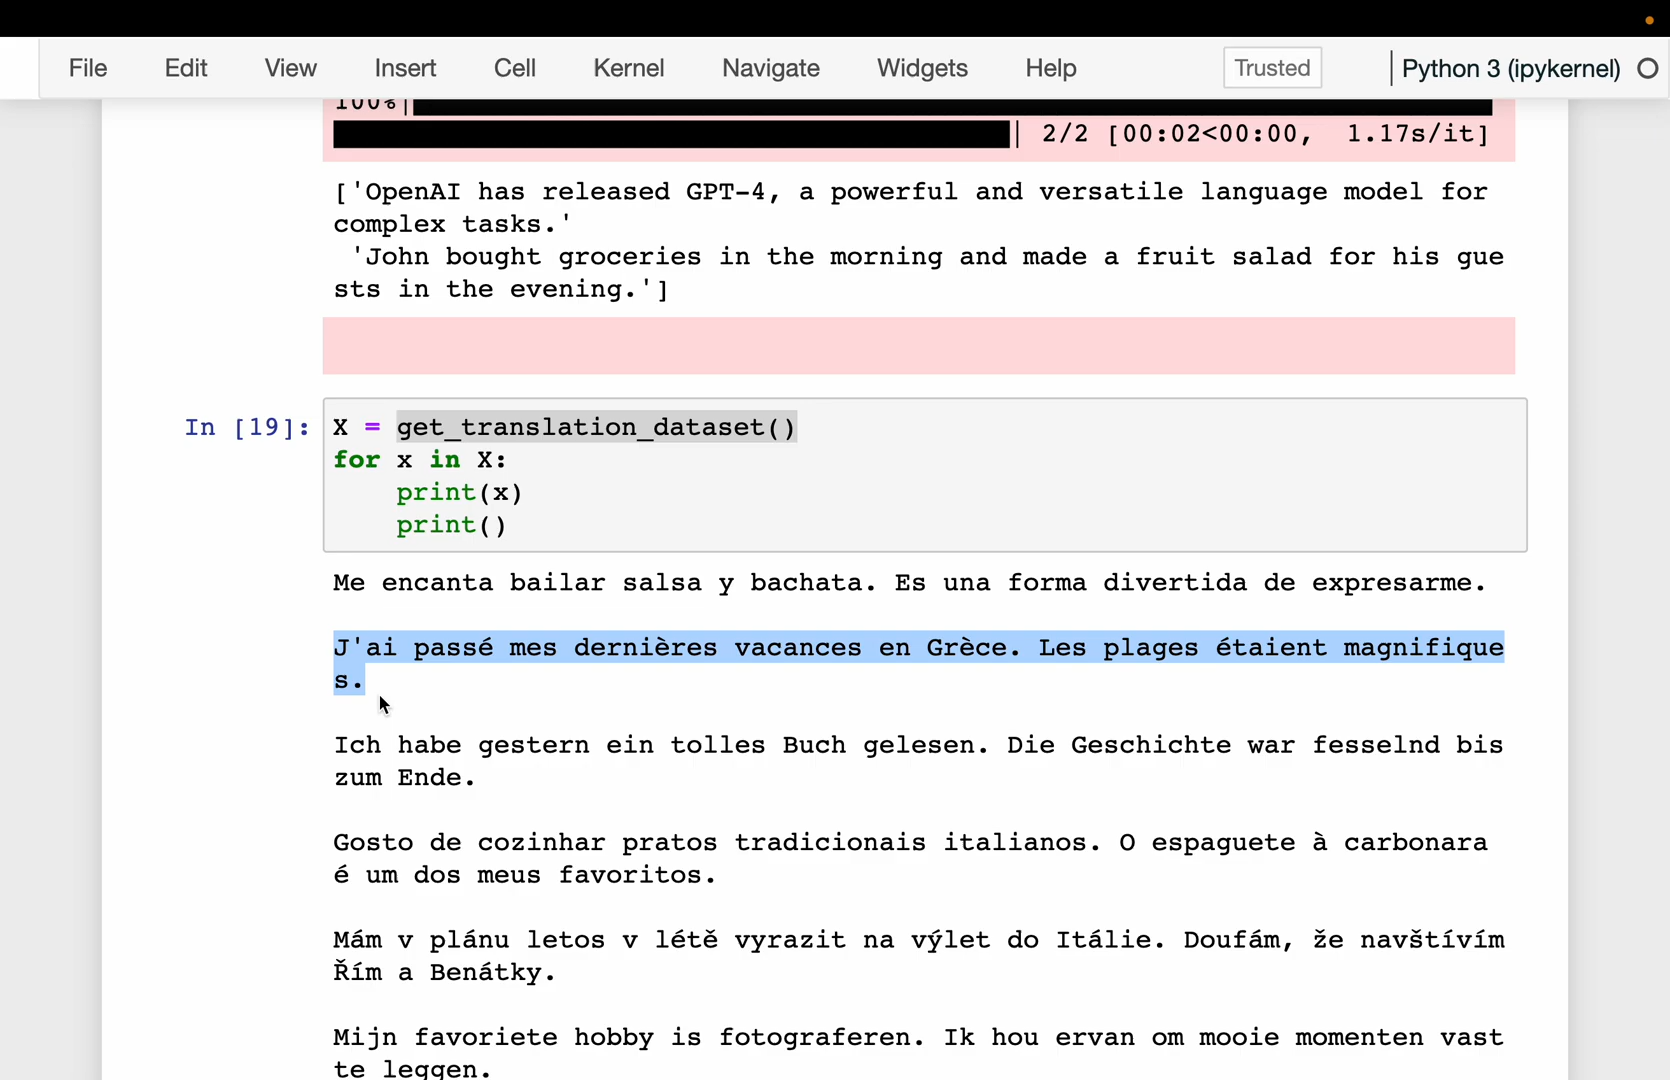 File Edit View Insert Cell Kernel Navigate Widgets Help Trusted Python 3 (ipykernel)
100%|
| 2/2 [00:02<00:00, 1.17s/it]
['OpenAI has released GPT-4, a powerful and versatile language model for
complex tasks.'
'John bought groceries in the morning and made a fruit salad for his gue
sts in the evening.']
In [19]: X = get_translation_dataset()
for x in X:
    print(x)
    print()
Me encanta bailar salsa y bachata. Es una forma divertida de expresarme.
J'ai passé mes dernières vacances en Grèce. Les plages étaient magnifique
s.
Ich habe gestern ein tolles Buch gelesen. Die Geschichte war fesselnd bis
zum Ende.
Gosto de cozinhar pratos tradicionais italianos. O espaguete à carbonara
é um dos meus favoritos.
Mám v plánu letos v létě vyrazit na výlet do Itálie. Doufám, že navštívím
Řím a Benátky.
Mijn favoriete hobby is fotograferen. Ik hou ervan om mooie momenten vast
te leggen.